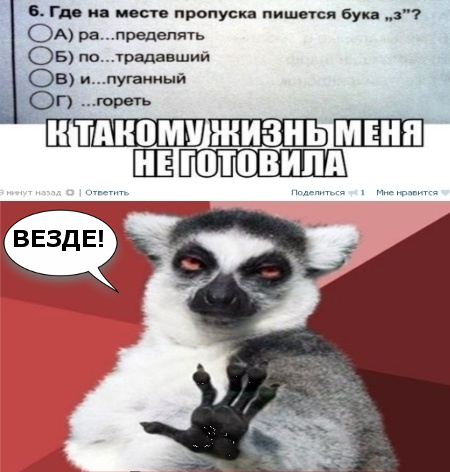 6. Где на месте пропуска пишется бука „з"?
А) ра...пределять
Б) по...традавший
В) и...пуганный
Г) ...гореть
К ТАКОМУ ЖИЗНЬ МЕНЯ
НЕ ГОТОВИЛА
9 минут назад | Ответить Поделиться 1 Мне нравится
ВЕЗДЕ!